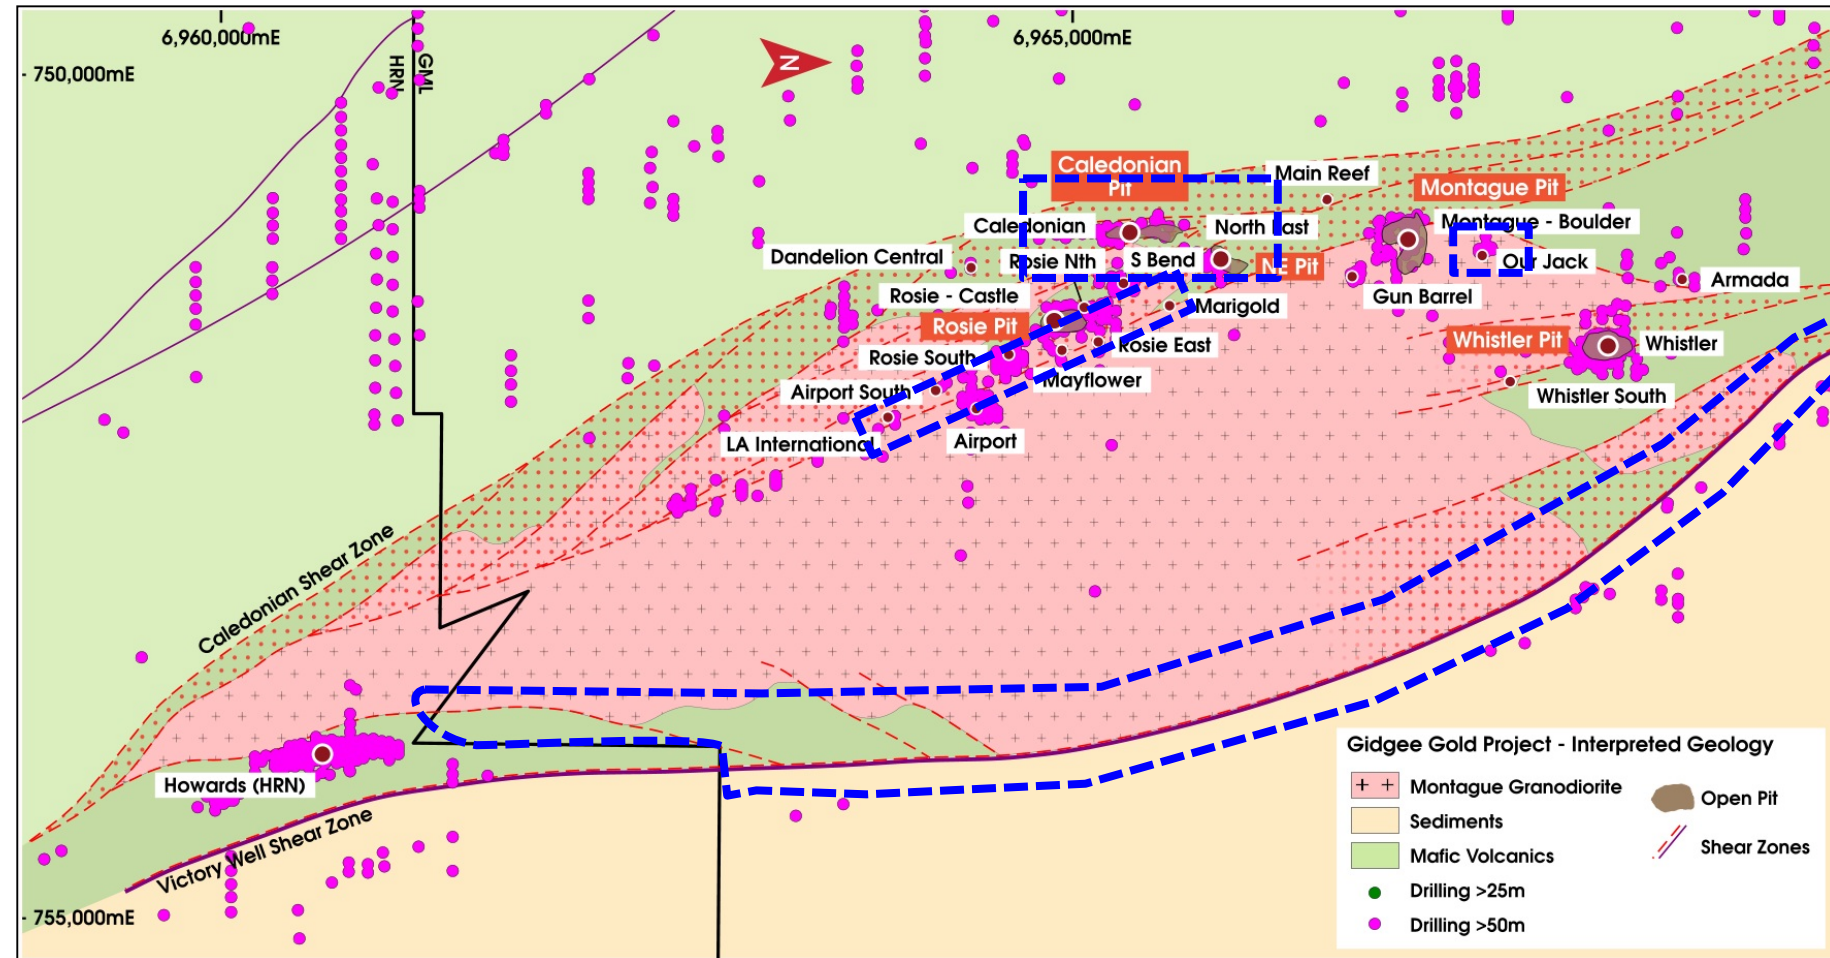 6,960,000mE
6,965,000mE
750,000mE
HRN
GML
N
Caledonian
Pit
Main Reef
Montague Pit
Caledonian
North East
Montague - Boulder
Dandelion Central
Rosie Nth
S Bend
NE Pit
Our Jack
Armada
Rosie - Castle
Marigold
Gun Barrel
Rosie Pit
Rosie South
Rosie East
Whistler Pit
Whistler
Airport South
Mayflower
Whistler South
LA International
Airport
Caledonian Shear Zone
Howards (HRN)
Victory Well Shear Zone
755,000mE
Gidgee Gold Project - Interpreted Geology
Montague Granodiorite
Sediments
Mafic Volcanics
Drilling >25m
Drilling >50m
Open Pit
Shear Zones